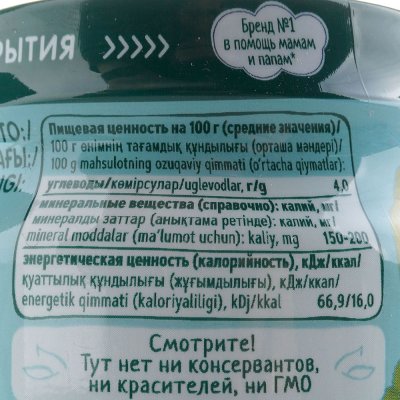 Бренд №1
в помощь мамам
и папам*
РЫТИЯ >>>>>
ТО:/
АҒЫ:/
Пищевая ценность на 100 г (средние значения)/
100 г өнімнің тағамдық құндылығы (орташа мәндері)/
100 g mahsulotning ozuqaviy qimmati (o'rtacha qiymatlar):
углеводы/көмірсулар/uglevodlar, г/g 4,0
минеральные вещества (справочно): калий, мг/
минералды заттар (анықтама ретінде): калий, мг/
mineral moddalar (ma'lumot uchun): kaliy, mg 150-200
энергетическая ценность (калорийность), кДж/ккал/
қуаттылық құндылығы (жұғымдылығы), кДж/ккал/
energetik qimmati (kaloriyaliligi), kDj/kkal 66,9/16,0
Смотрите!
Тут нет ни консервантов,
ни красителей, ни ГМО